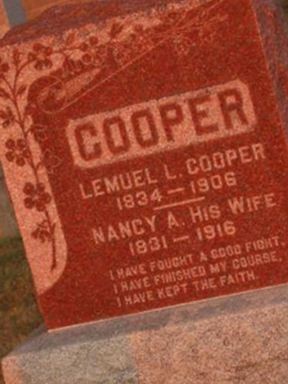 COOPER
LEMUEL L. COOPER
1834 – 1906
NANCY A. HIS WIFE
1831 – 1916
I HAVE FOUGHT A GOOD FIGHT,
I HAVE FINISHED MY COURSE,
I HAVE KEPT THE FAITH.